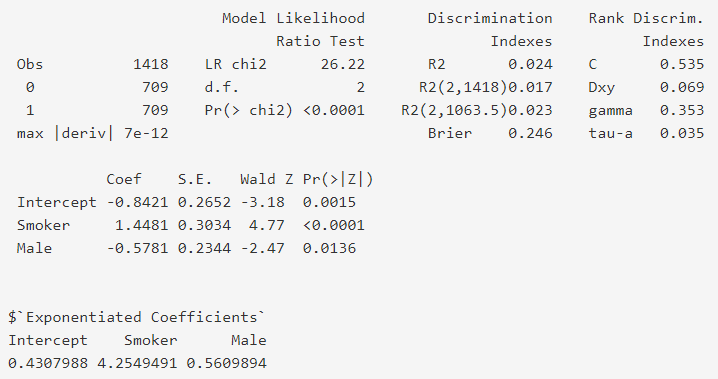 Model Likelihood Discrimination Rank Discrim.
Ratio Test Indexes Indexes
Obs 1418 LR chi2 26.22 R2 0.024 C 0.535
0 709 d.f. 2 R2(2,1418)0.017 Dxy 0.069
1 709 Pr(> chi2) <0.0001 R2(2,1063.5)0.023 gamma 0.353
max |deriv| 7e-12 Brier 0.246 tau-a 0.035
Coef S.E. Wald Z Pr(>|Z|)
Intercept -0.8421 0.2652 -3.18 0.0015
Smoker 1.4481 0.3034 4.77 <0.0001
Male -0.5781 0.2344 -2.47 0.0136
$`Exponentiated Coefficients`
Intercept Smoker Male
0.4307988 4.2549491 0.5609894